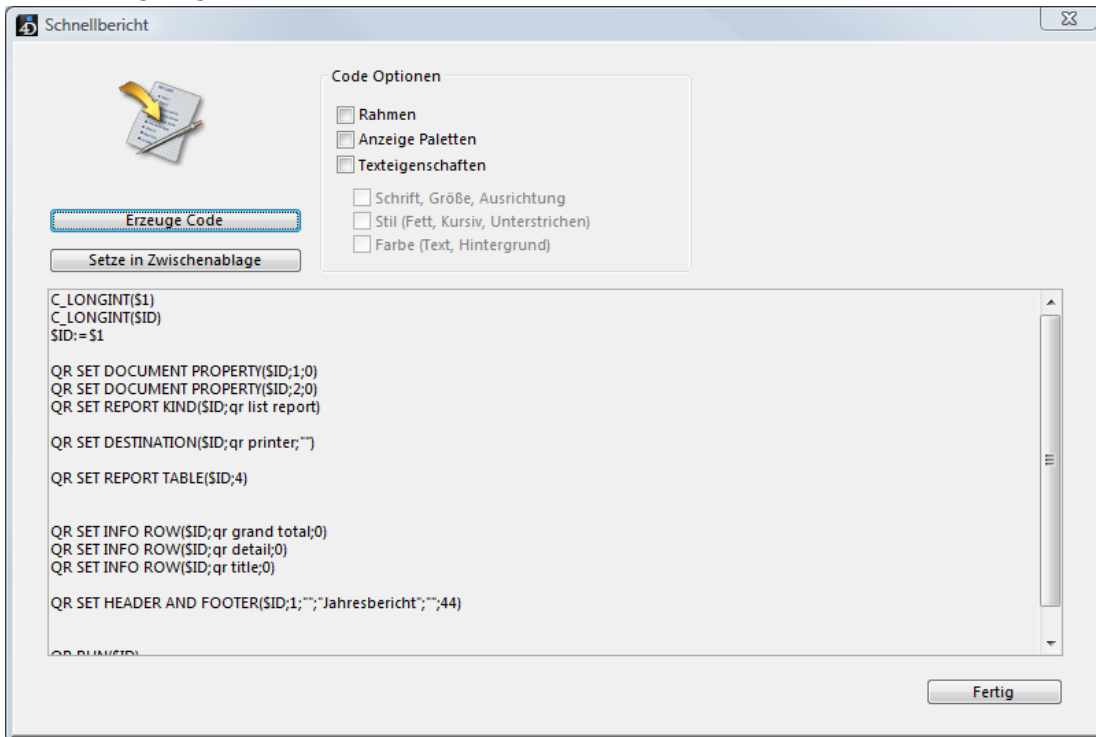 Schnellbericht
Code Optionen
Rahmen
Anzeige Paletten
Texteigenschaften
Schrift, Größe, Ausrichtung
Stil (Fett, Kursiv, Unterstrichen)
Farbe (Text, Hintergrund)
Erzeuge Code
Setze in Zwischenablage
C_LONGINT($1)
C_LONGINT($ID)
$ID:=$1
QR SET DOCUMENT PROPERTY($ID;1;0)
QR SET DOCUMENT PROPERTY($ID;2;0)
QR SET REPORT KIND($ID;qr list report)
QR SET DESTINATION($ID;qr printer;"")
QR SET REPORT TABLE($ID;4)
QR SET INFO ROW($ID;qr grand total;0)
QR SET INFO ROW($ID;qr detail;0)
QR SET INFO ROW($ID;qr title;0)
QR SET HEADER AND FOOTER($ID;1;"";"Jahresbericht";"";44)
QR RUN($ID)
Fertig